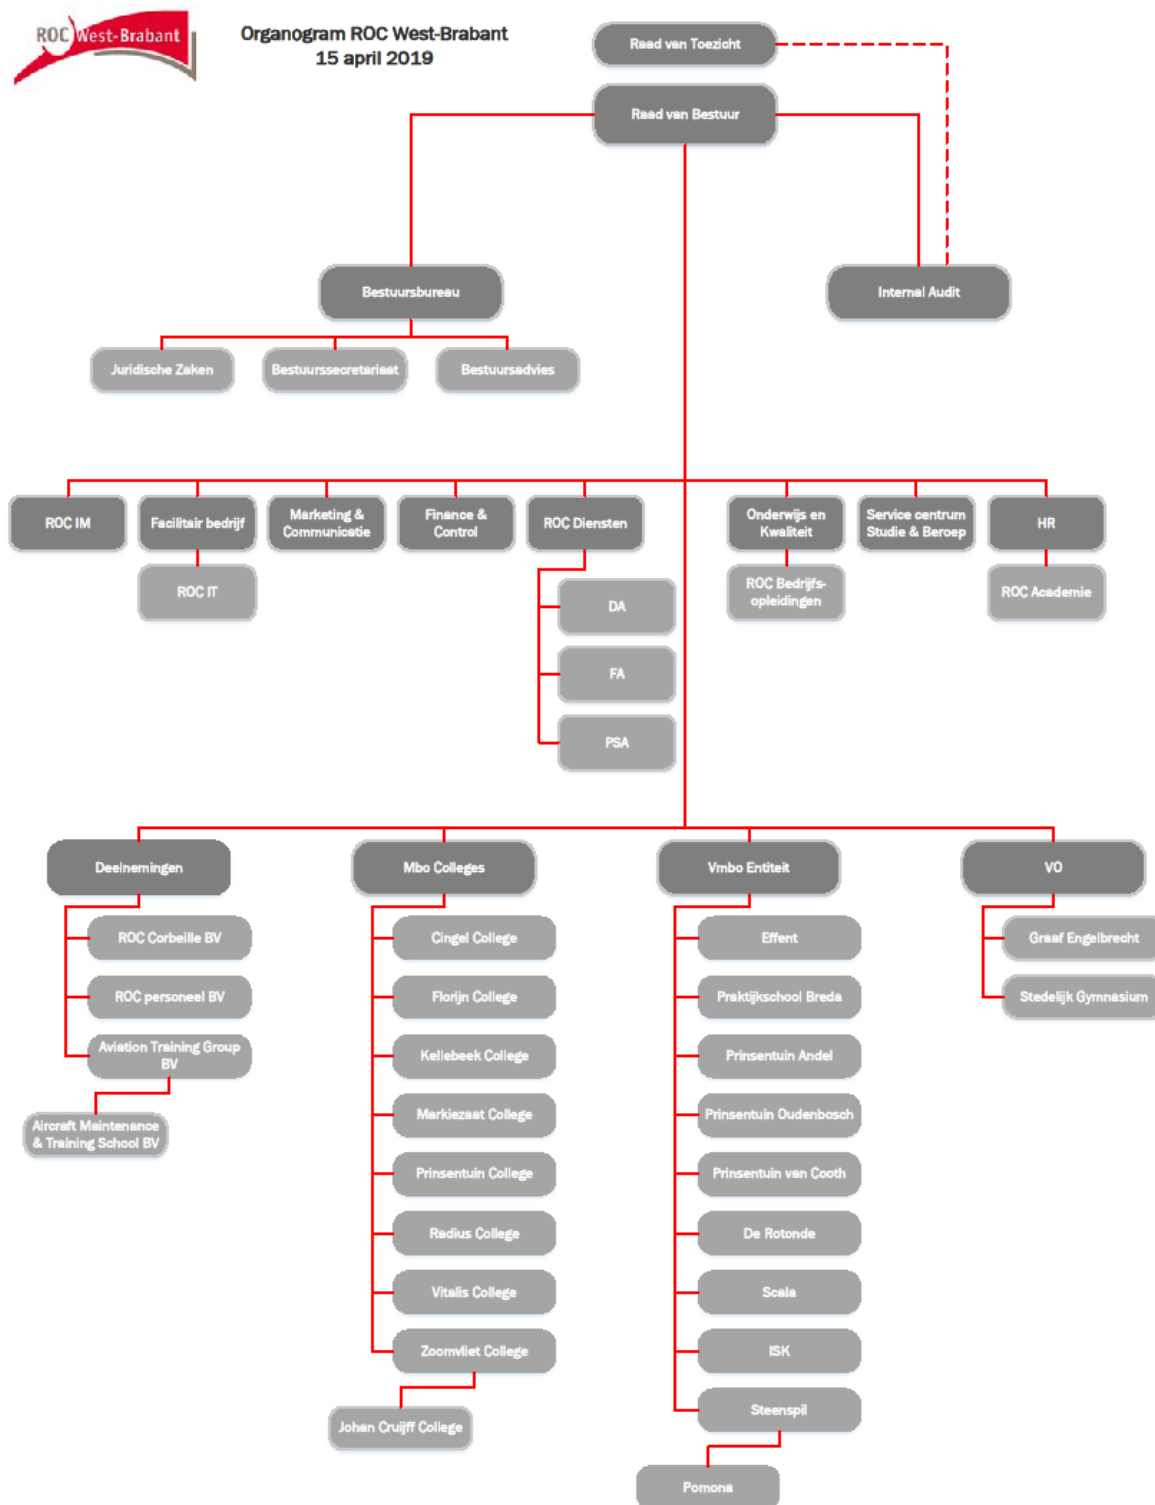 ROC West-Brabant
Organogram ROC West-Brabant
15 april 2019
Raad van Toezicht
Raad van Bestuur
Bestuursbureau
Internal Audit
Juridische Zaken
Bestuurssecretariaat
Bestuursadvies
ROC IM
Facilitair bedrijf
Marketing &
Communicatie
Finance &
Control
ROC Diensten
Onderwijs en
Kwaliteit
Service centrum
Studie & Beroep
HR
ROC IT
ROC Bedrijfs-
opleidingen
ROC Academie
DA
FA
PSA
Deelnemingen
Mbo Colleges
Vmbo Entiteit
VO
ROC Corbeille BV
ROC personeel BV
Aviation Training Group
BV
Aircraft Maintenance
& Training School BV
Cingel College
Florijn College
Kellebeek College
Markiezaat College
Prinsentuin College
Radius College
Vitalis College
Zoomvliet College
Johan Cruijff College
Effent
Praktijkschool Breda
Prinsentuin Andel
Prinsentuin Oudenbosch
Prinsentuin van Cooth
De Rotonde
Scala
ISK
Steenspil
Pomona
Graaf Engelbrecht
Stedelijk Gymnasium